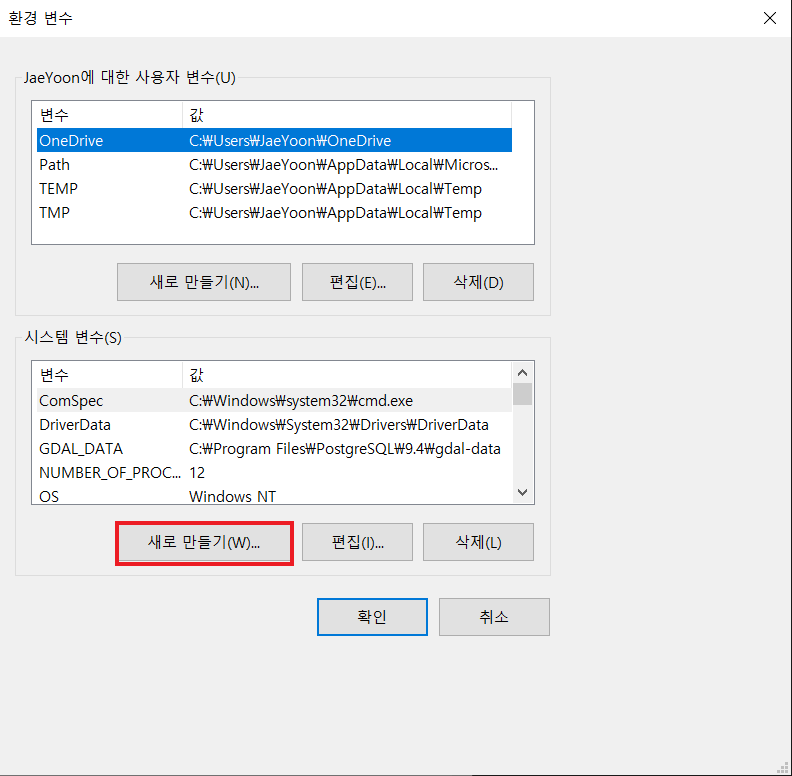 환경 변수
JaeYoon에 대한 사용자 변수(U)
변수 값
OneDrive C:₩Users₩JaeYoon₩OneDrive
Path C:₩Users₩JaeYoon₩AppData₩Local₩Micros...
TEMP C:₩Users₩JaeYoon₩AppData₩Local₩Temp
TMP C:₩Users₩JaeYoon₩AppData₩Local₩Temp
새로 만들기(N)... 편집(E)... 삭제(D)
시스템 변수(S)
변수 값
ComSpec C:₩Windows₩system32₩cmd.exe
DriverData C:₩Windows₩System32₩Drivers₩DriverData
GDAL_DATA C:₩Program Files₩PostgreSQL₩9.4₩gdal-data
NUMBER_OF_PROC... 12
OS Windows NT
새로 만들기(W)... 편집(I)... 삭제(L)
확인 취소